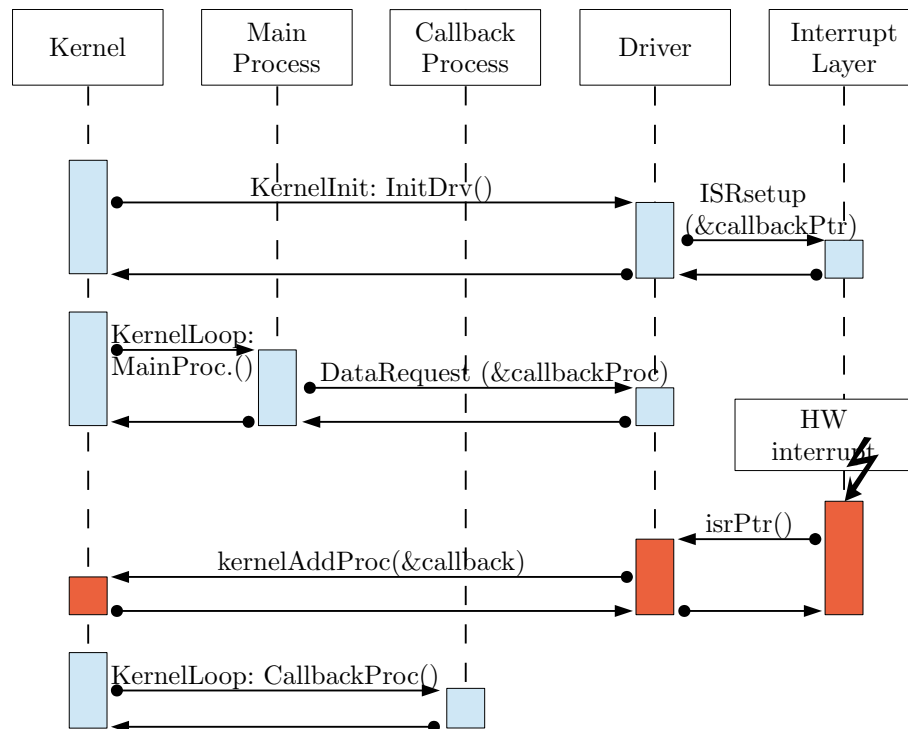 Kernel
Main
Process
Callback
Process
Driver
Interrupt
Layer
KernelInit: InitDrv()
ISRsetup
(&callbackPtr)
KernelLoop:
MainProc.()
DataRequest (&callbackProc)
HW
interrupt
isrPtr()
kernelAddProc(&callback)
KernelLoop: CallbackProc()